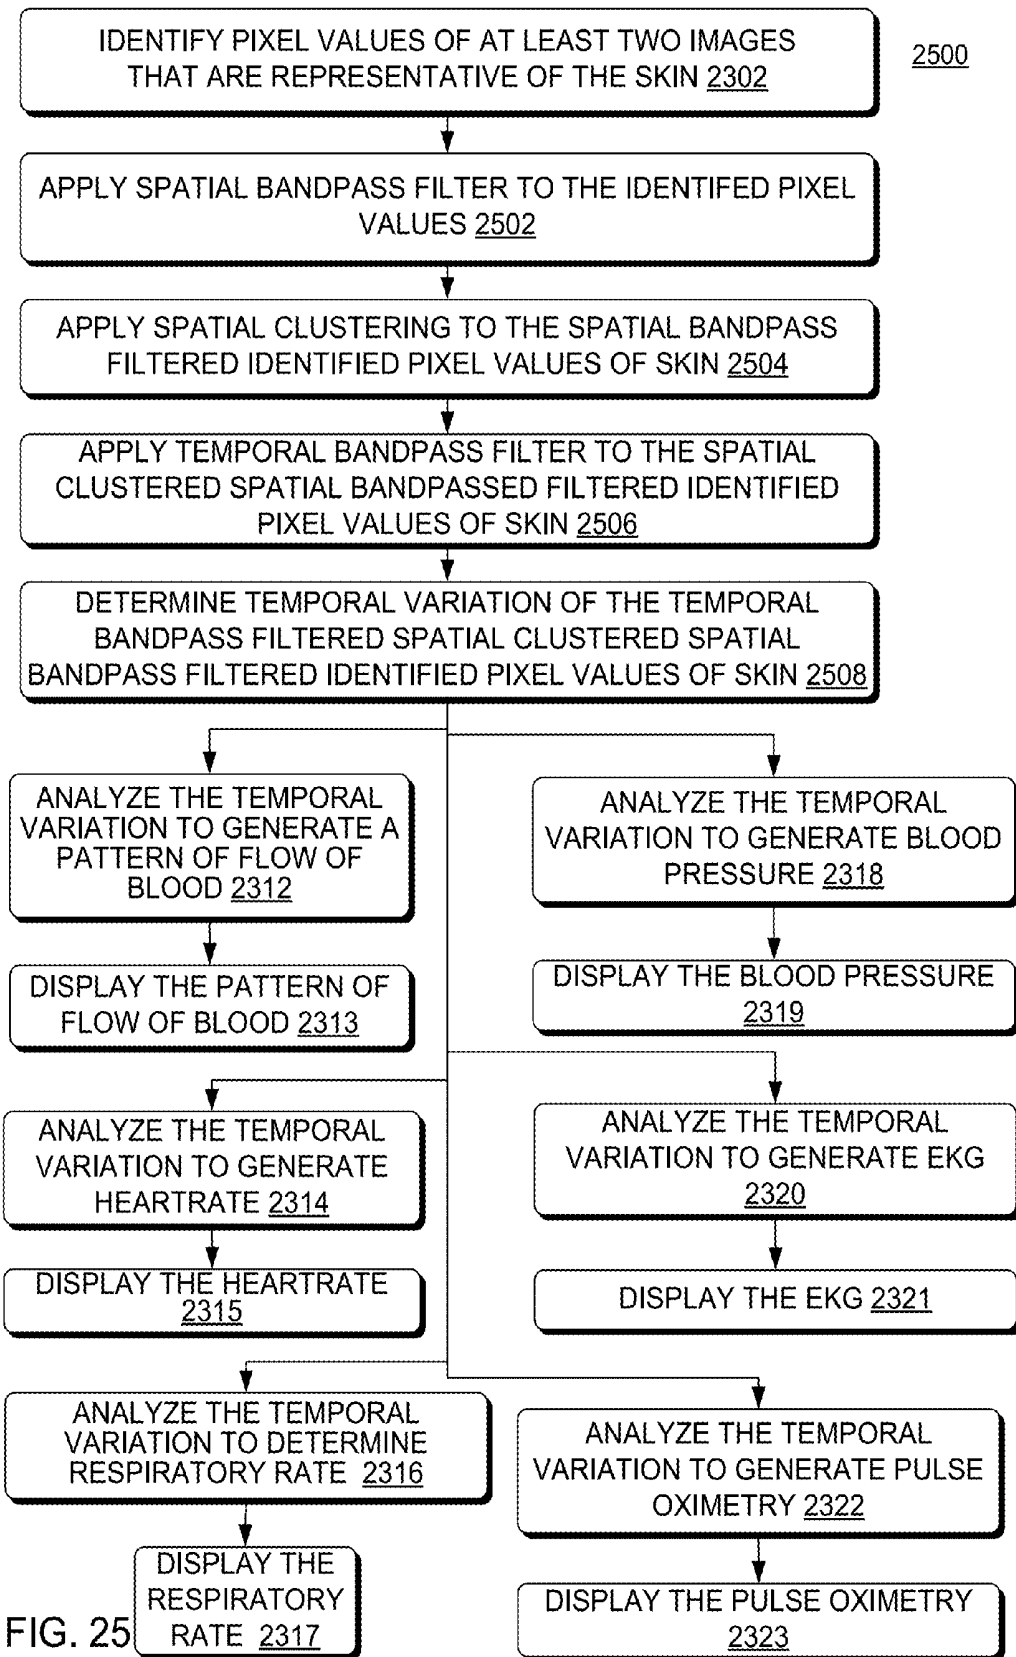 IDENTIFY PIXEL VALUES OF AT LEAST TWO IMAGES
THAT ARE REPRESENTATIVE OF THE SKIN 2302
2500
APPLY SPATIAL BANDPASS FILTER TO THE IDENTIFED PIXEL
VALUES 2502
APPLY SPATIAL CLUSTERING TO THE SPATIAL BANDPASS
FILTERED IDENTIFIED PIXEL VALUES OF SKIN 2504
APPLY TEMPORAL BANDPASS FILTER TO THE SPATIAL
CLUSTERED SPATIAL BANDPASSED FILTERED IDENTIFIED
PIXEL VALUES OF SKIN 2506
DETERMINE TEMPORAL VARIATION OF THE TEMPORAL
BANDPASS FILTERED SPATIAL CLUSTERED SPATIAL
BANDPASS FILTERED IDENTIFIED PIXEL VALUES OF SKIN 2508
ANALYZE THE TEMPORAL
VARIATION TO GENERATE A
PATTERN OF FLOW OF
BLOOD 2312
ANALYZE THE TEMPORAL
VARIATION TO GENERATE BLOOD
PRESSURE 2318
DISPLAY THE PATTERN OF
FLOW OF BLOOD 2313
DISPLAY THE BLOOD PRESSURE
2319
ANALYZE THE TEMPORAL
VARIATION TO GENERATE
HEARTRATE 2314
ANALYZE THE TEMPORAL
VARIATION TO GENERATE EKG
2320
DISPLAY THE HEARTRATE
2315
DISPLAY THE EKG 2321
ANALYZE THE TEMPORAL
VARIATION TO DETERMINE
RESPIRATORY RATE 2316
ANALYZE THE TEMPORAL
VARIATION TO GENERATE PULSE
OXIMETRY 2322
DISPLAY THE
RESPIRATORY
RATE 2317
DISPLAY THE PULSE OXIMETRY
2323
FIG. 25